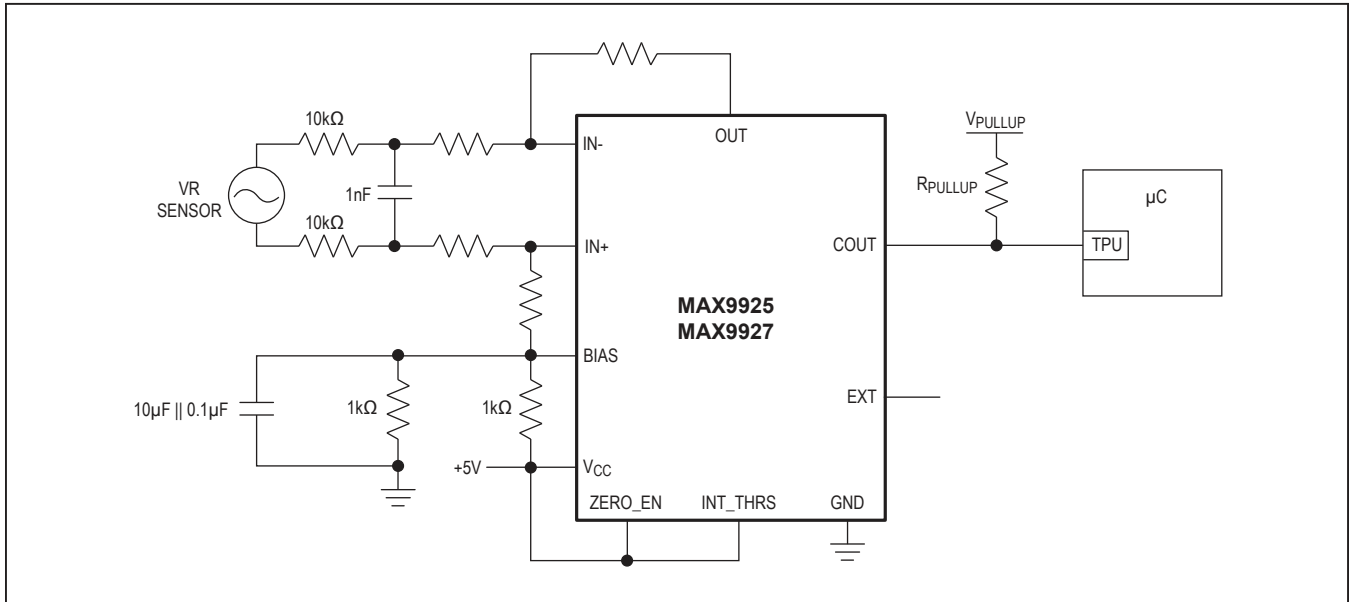 10kΩ
IN-
OUT
VPULLUP
RPULLUP
µC
VR
SENSOR
1nF
10kΩ
IN+
COUT
TPU
MAX9925
MAX9927
BIAS
10µF || 0.1µF
1kΩ
1kΩ
EXT
+5V
VCC
ZERO_EN
INT_THRS
GND